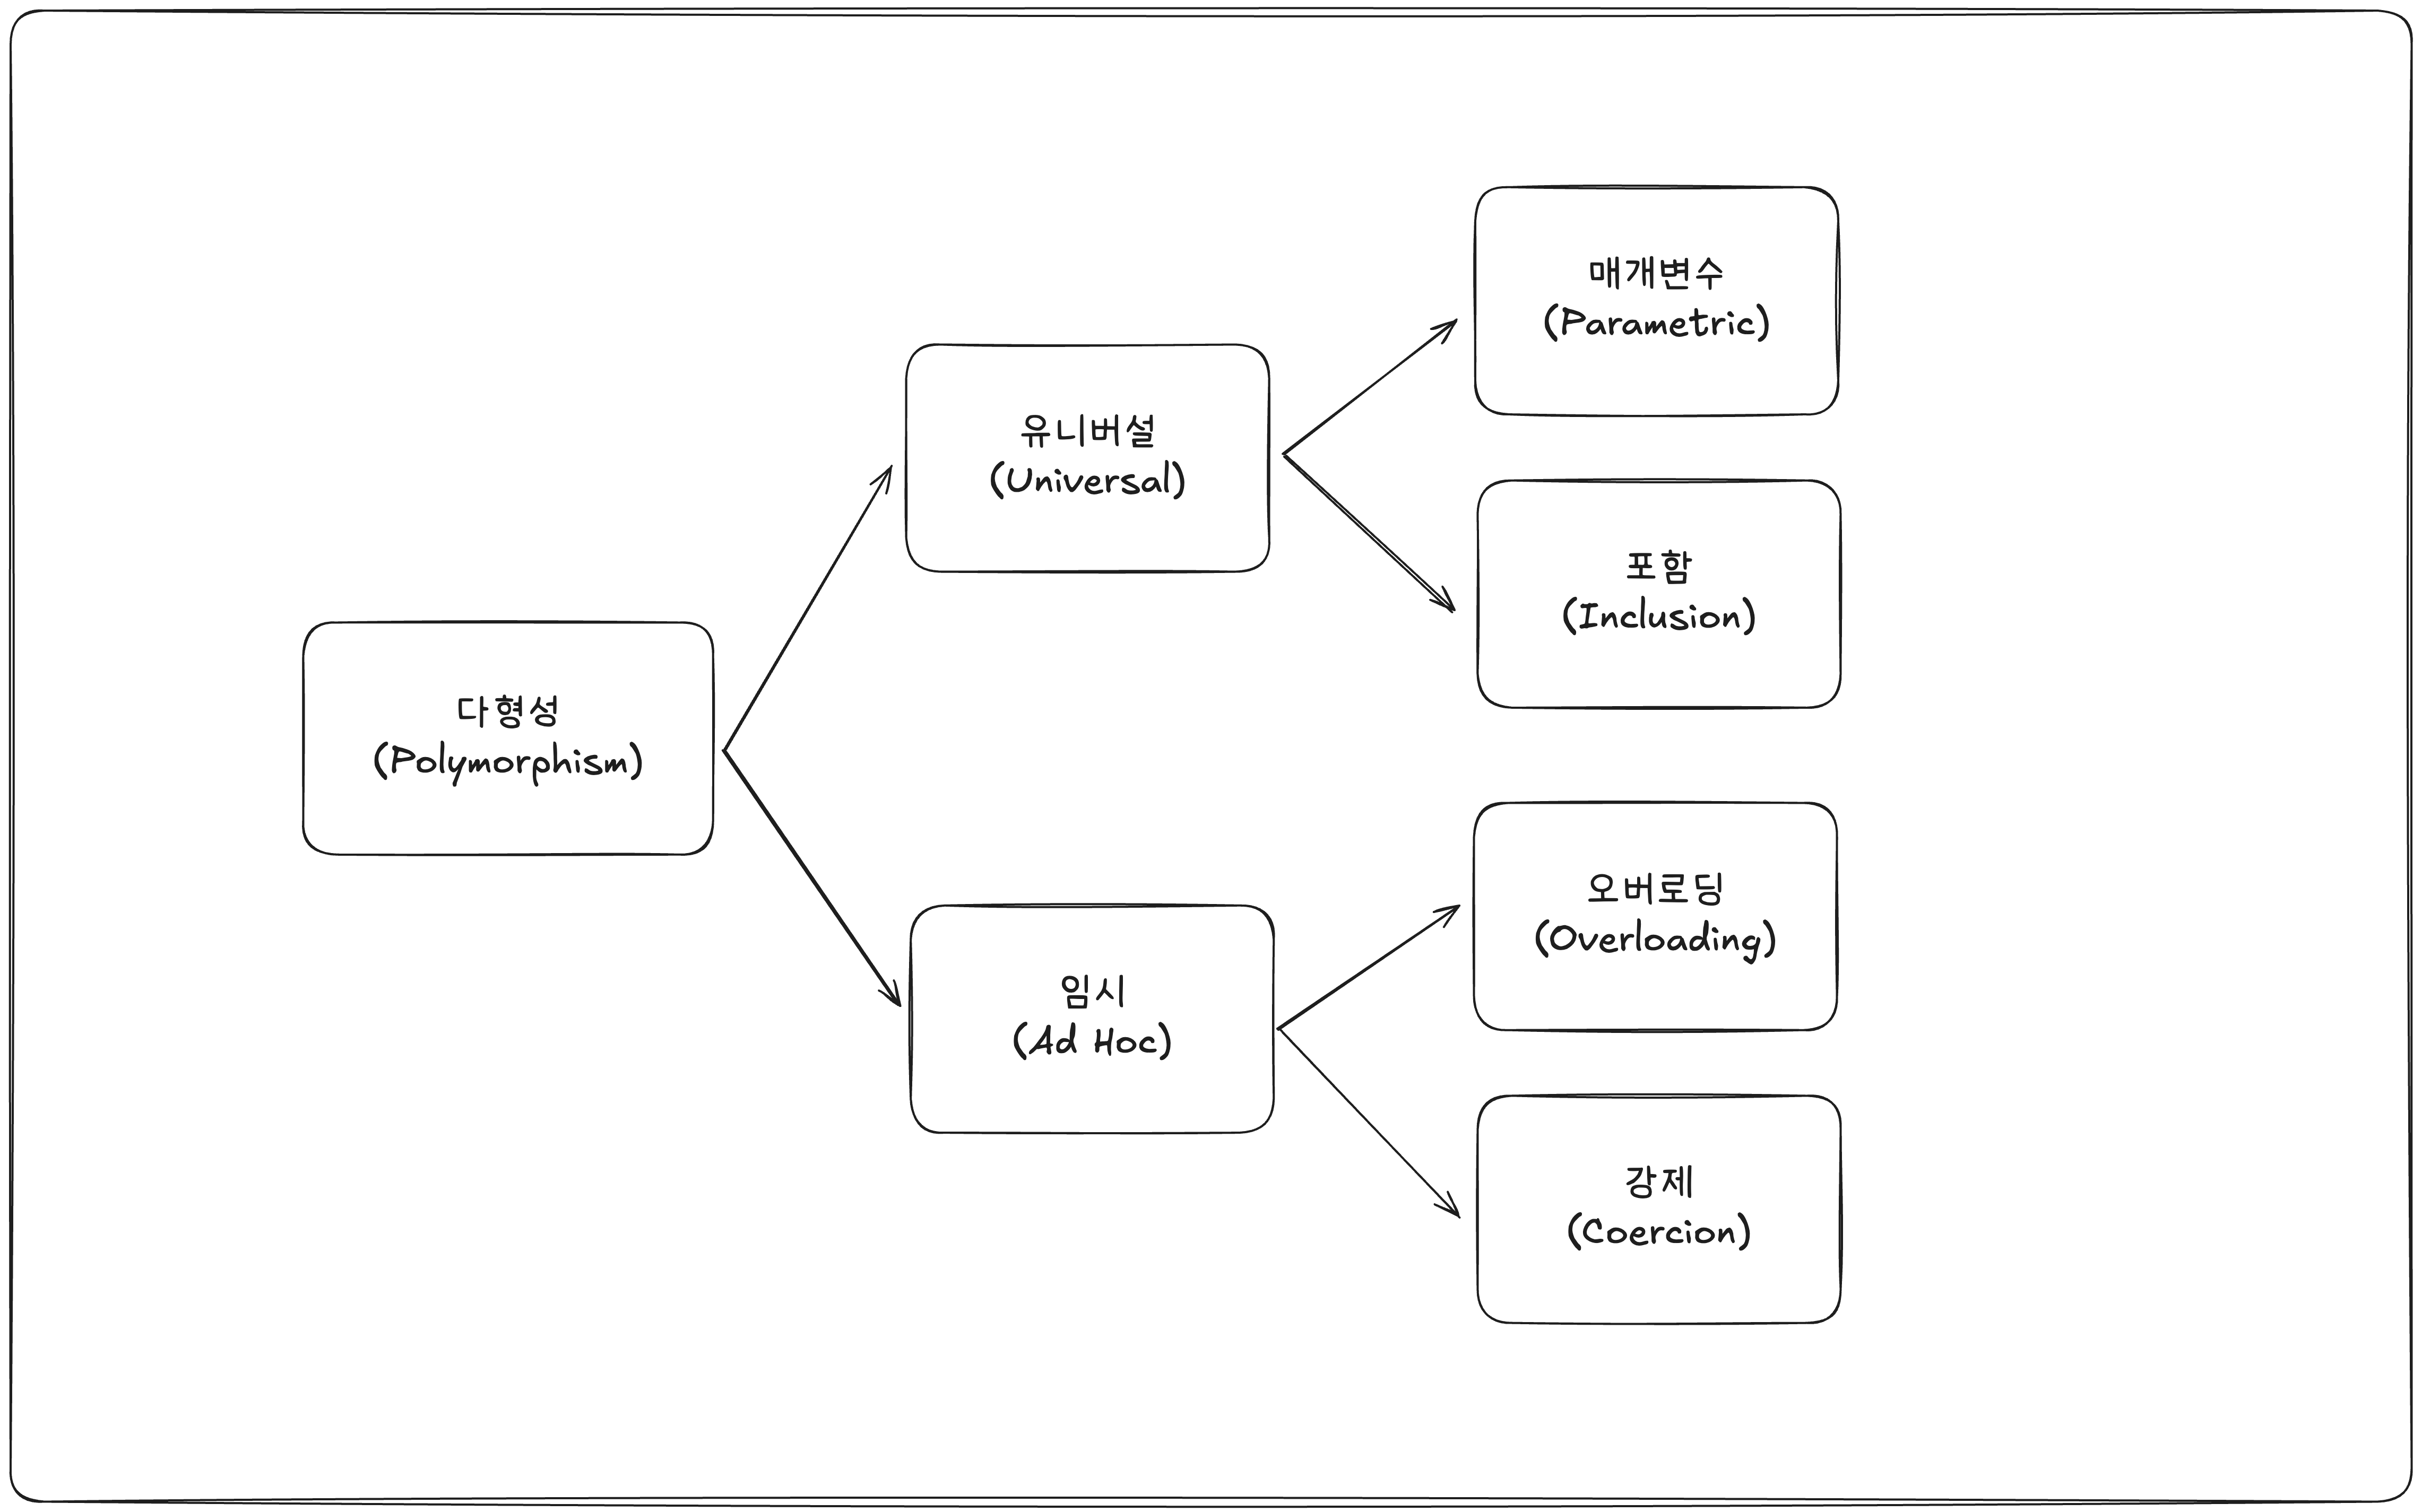 다형성
(Polymorphism)
유니버설
(Universal)
임시
(Ad Hoc)
매개변수
(Parametric)
포함
(Inclusion)
오버로딩
(Overloading)
강제
(Coercion)